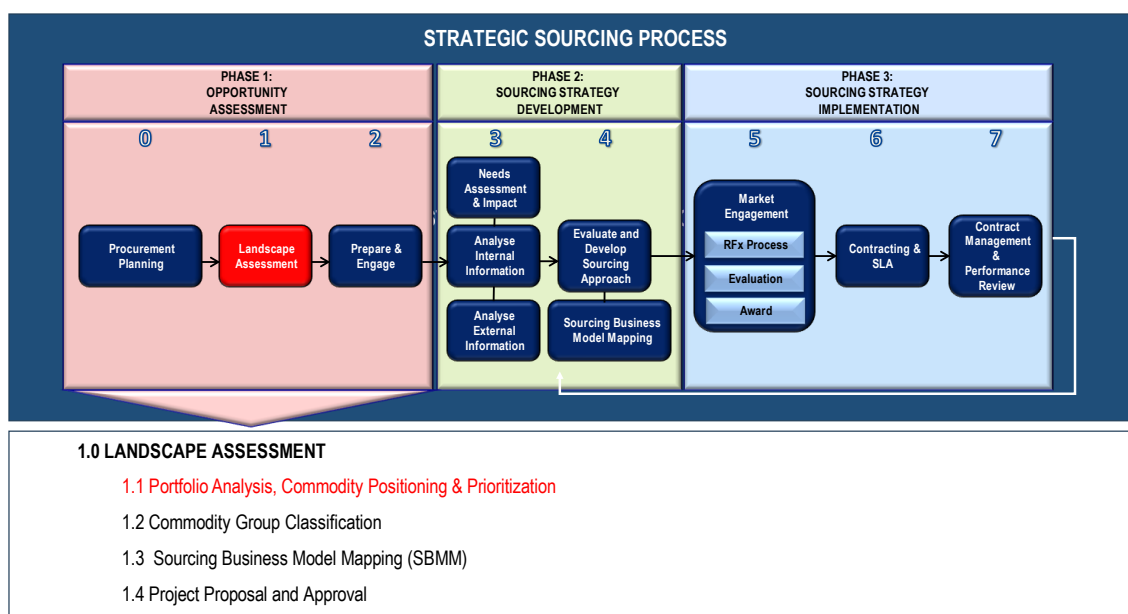 STRATEGIC SOURCING PROCESS
PHASE 1:
OPPORTUNITY
ASSESSMENT
PHASE 2:
SOURCING STRATEGY
DEVELOPMENT
PHASE 3:
SOURCING STRATEGY
IMPLEMENTATION
0
1
2
3
4
5
6
7
Procurement
Planning
Landscape
Assessment
Prepare &
Engage
Needs
Assessment
& Impact
Analyse
Internal
Information
Analyse
External
Information
Evaluate and
Develop
Sourcing
Approach
Sourcing Business
Model Mapping
Market
Engagement
RFx Process
Evaluation
Award
Contracting &
SLA
Contract
Management
&
Performance
Review
1.0 LANDSCAPE ASSESSMENT
1.1 Portfolio Analysis, Commodity Positioning & Prioritization
1.2 Commodity Group Classification
1.3 Sourcing Business Model Mapping (SBMM)
1.4 Project Proposal and Approval